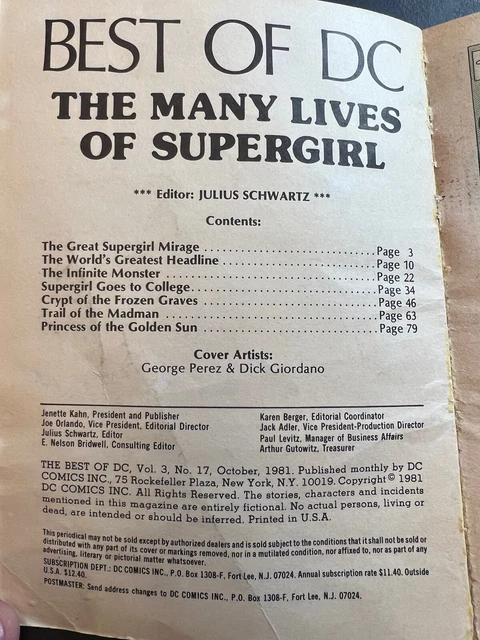 BEST OF DC
THE MANY LIVES
OF SUPERGIRL
*** Editor: JULIUS SCHWARTZ ***
Contents:
The Great Supergirl Mirage ........................................ Page 3
The World's Greatest Headline ........................................ Page 10
The Infinite Monster ........................................ Page 22
Supergirl Goes to College ........................................ Page 34
Crypt of the Frozen Graves ........................................ Page 46
Trail of the Madman ........................................ Page 63
Princess of the Golden Sun ........................................ Page 79
Cover Artists:
George Perez & Dick Giordano
Jenette Kahn, President and Publisher
Joe Orlando, Vice President, Editorial Director
Julius Schwartz, Editor
E. Nelson Bridwell, Consulting Editor
Karen Berger, Editorial Coordinator
Jack Adler, Vice President-Production Director
Paul Levitz, Manager of Business Affairs
Arthur Gutowitz, Treasurer
THE BEST OF DC, Vol. 3, No. 17, October, 1981. Published monthly by DC
COMICS INC., 75 Rockefeller Plaza, New York, N.Y. 10019. Copyright © 1981
DC COMICS INC. All Rights Reserved. The stories, characters and incidents
mentioned in this magazine are entirely fictional. No actual persons, living or
dead, are intended or should be inferred. Printed in U.S.A.
This periodical may not be sold except by authorized dealers and is sold subject to the conditions that it shall not be sold or
distributed with any part of its cover or markings removed, nor in a mutilated condition, nor affixed to, nor as part of any
advertising, literary or pictorial matter whatsoever.
SUBSCRIPTION DEPT.: DC COMICS INC., P.O. Box 1308-F, Fort Lee, N.J. 07024. Annual subscription rate $11.40. Outside
U.S.A. $12.40.
POSTMASTER: Send address changes to DC COMICS INC., P.O. Box 1308-F, Fort Lee, N.J. 07024.